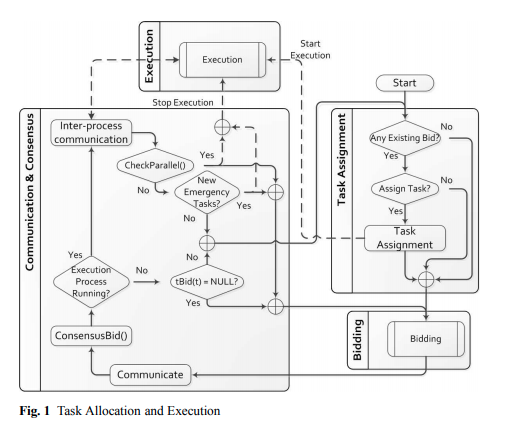 Execution
Execution
Start
Execution
Stop Execution
Start
Communication & Consensus
Inter-process
communication
CheckParallel()
Yes
No
New
Emergency
Tasks?
Yes
No
No
tBid(t) = NULL?
Yes
Yes
Execution
Process
Running?
No
ConsensusBid()
Communicate
Task Assignment
Any Existing Bid?
No
Yes
Assign Task?
No
Yes
Task
Assignment
Bidding
Bidding
Fig. 1 Task Allocation and Execution